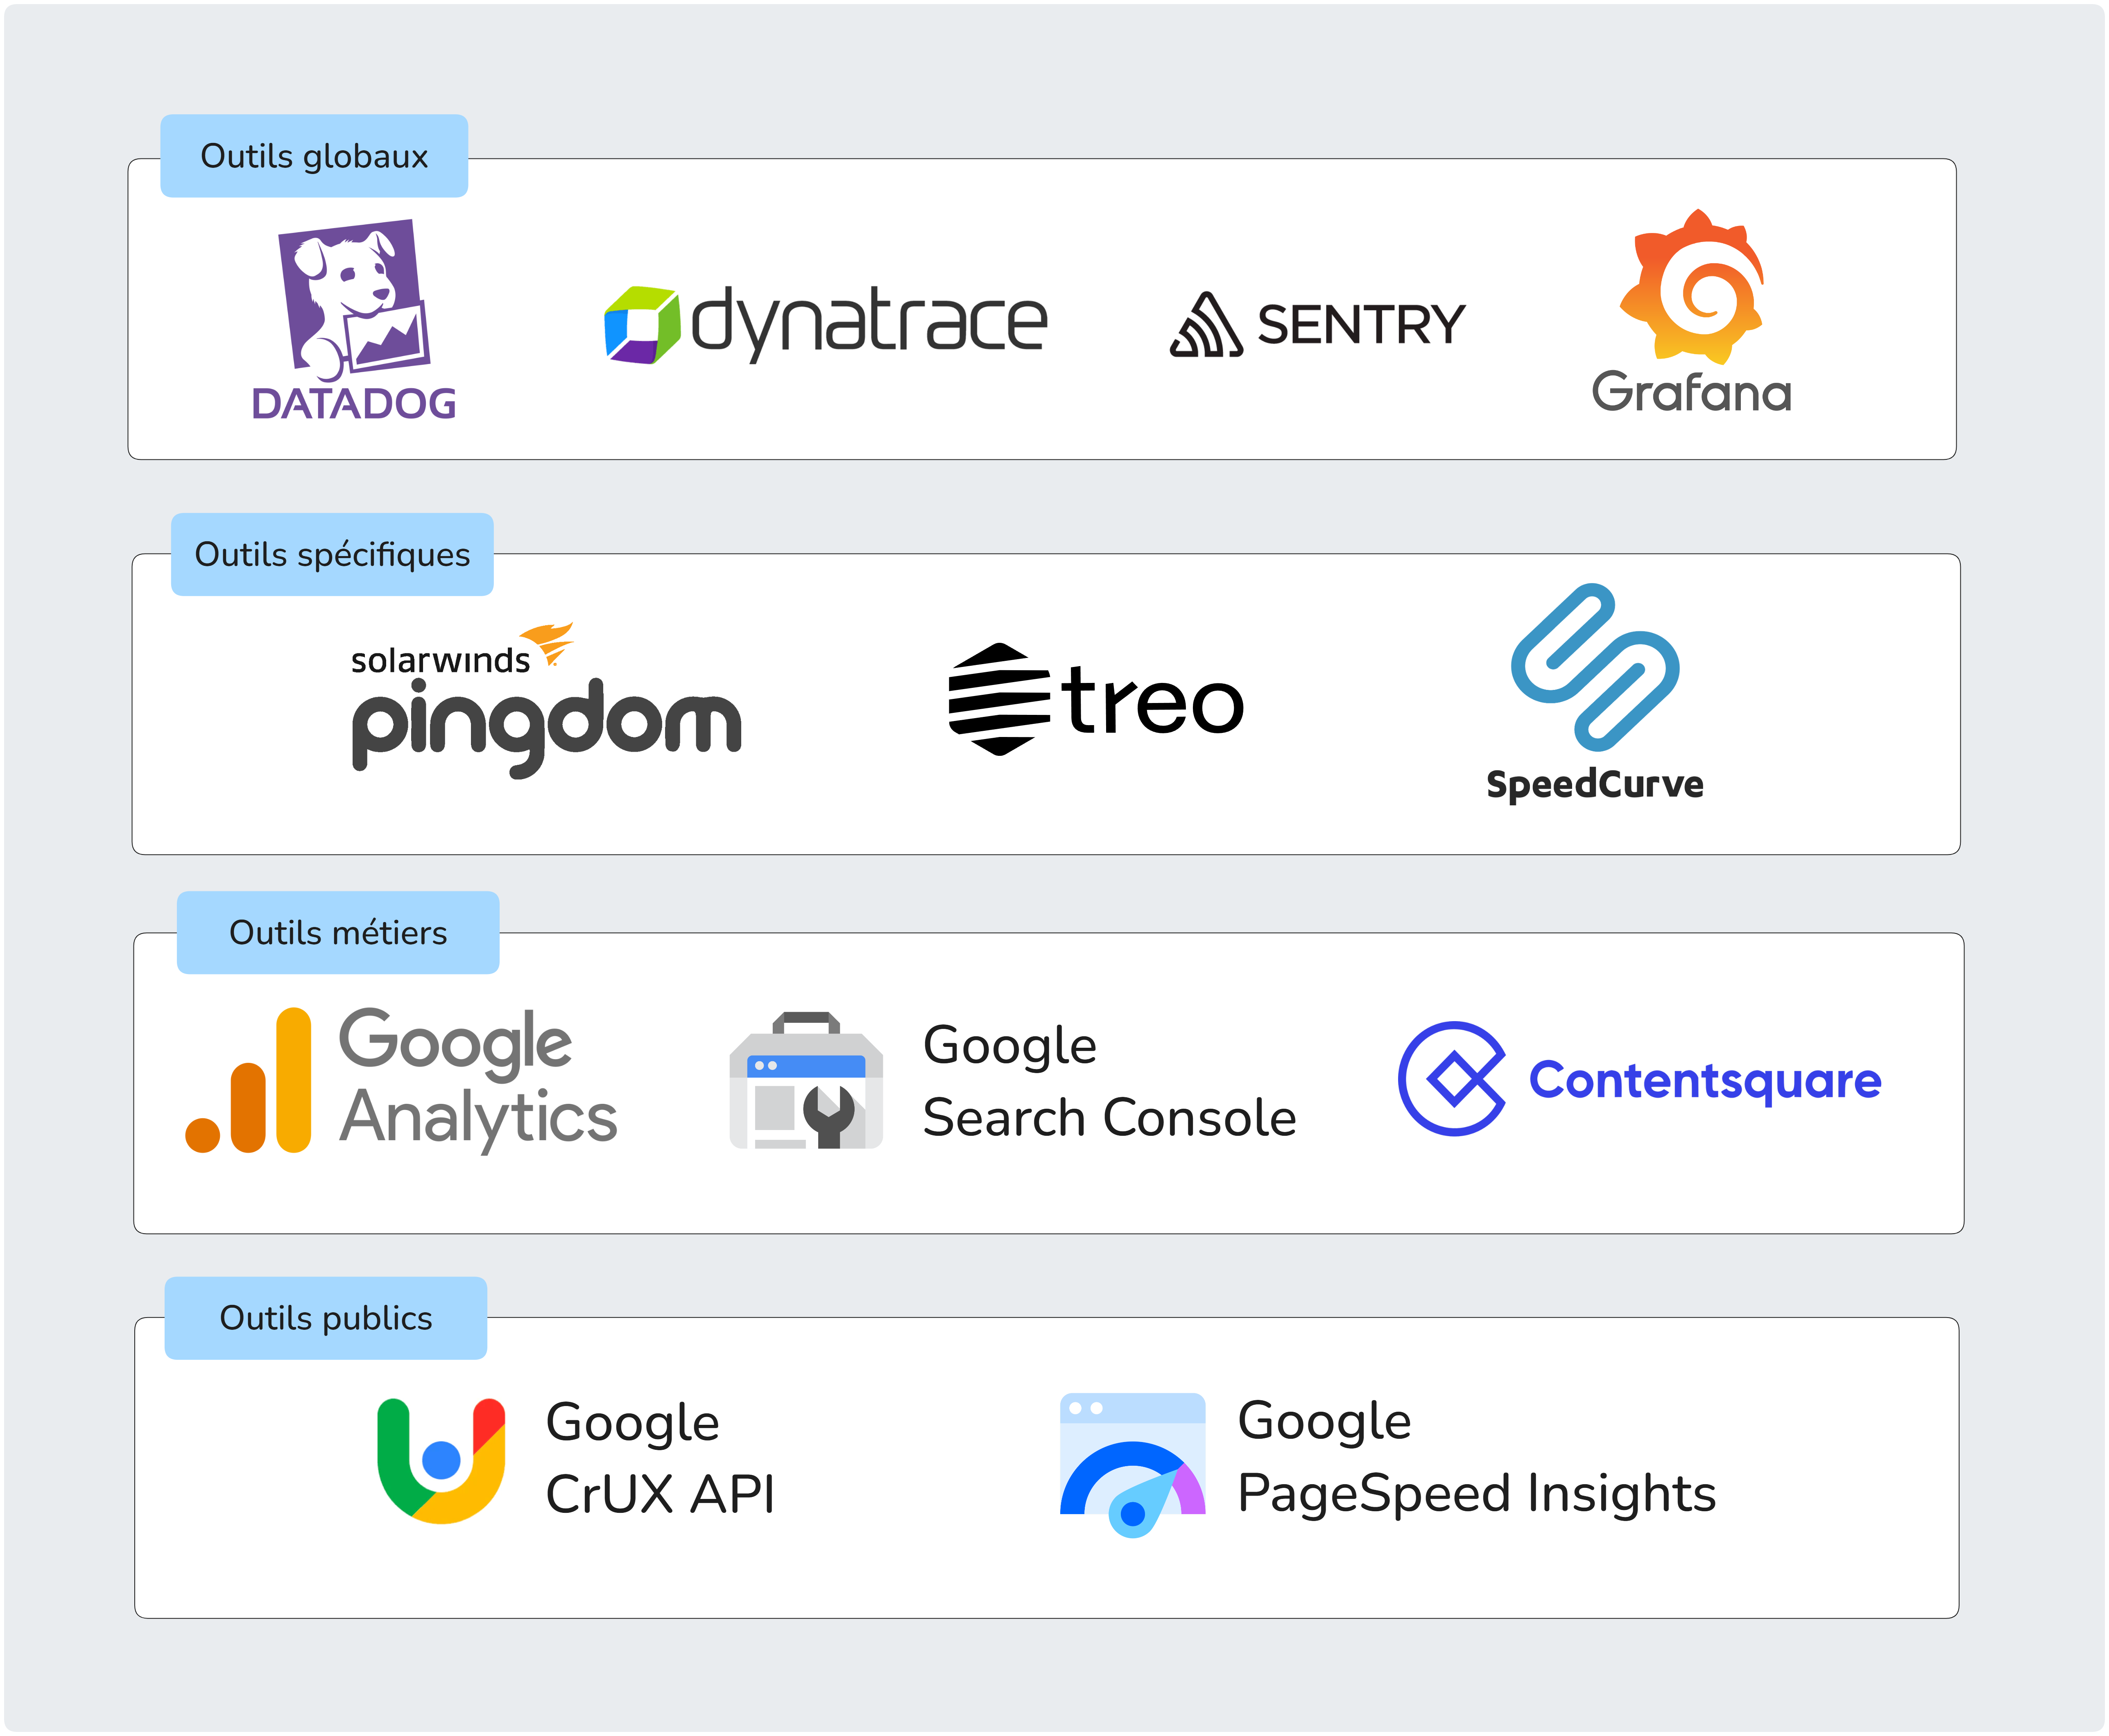 Outils globaux
DATADOG
dynatrace
SENTRY
Grafana
Outils spécifiques
solarwinds
pingdom
treo
SpeedCurve
Outils métiers
Google
Analytics
Google
Search Console
Contentsquare
Outils publics
Google
CrUX API
Google
PageSpeed Insights